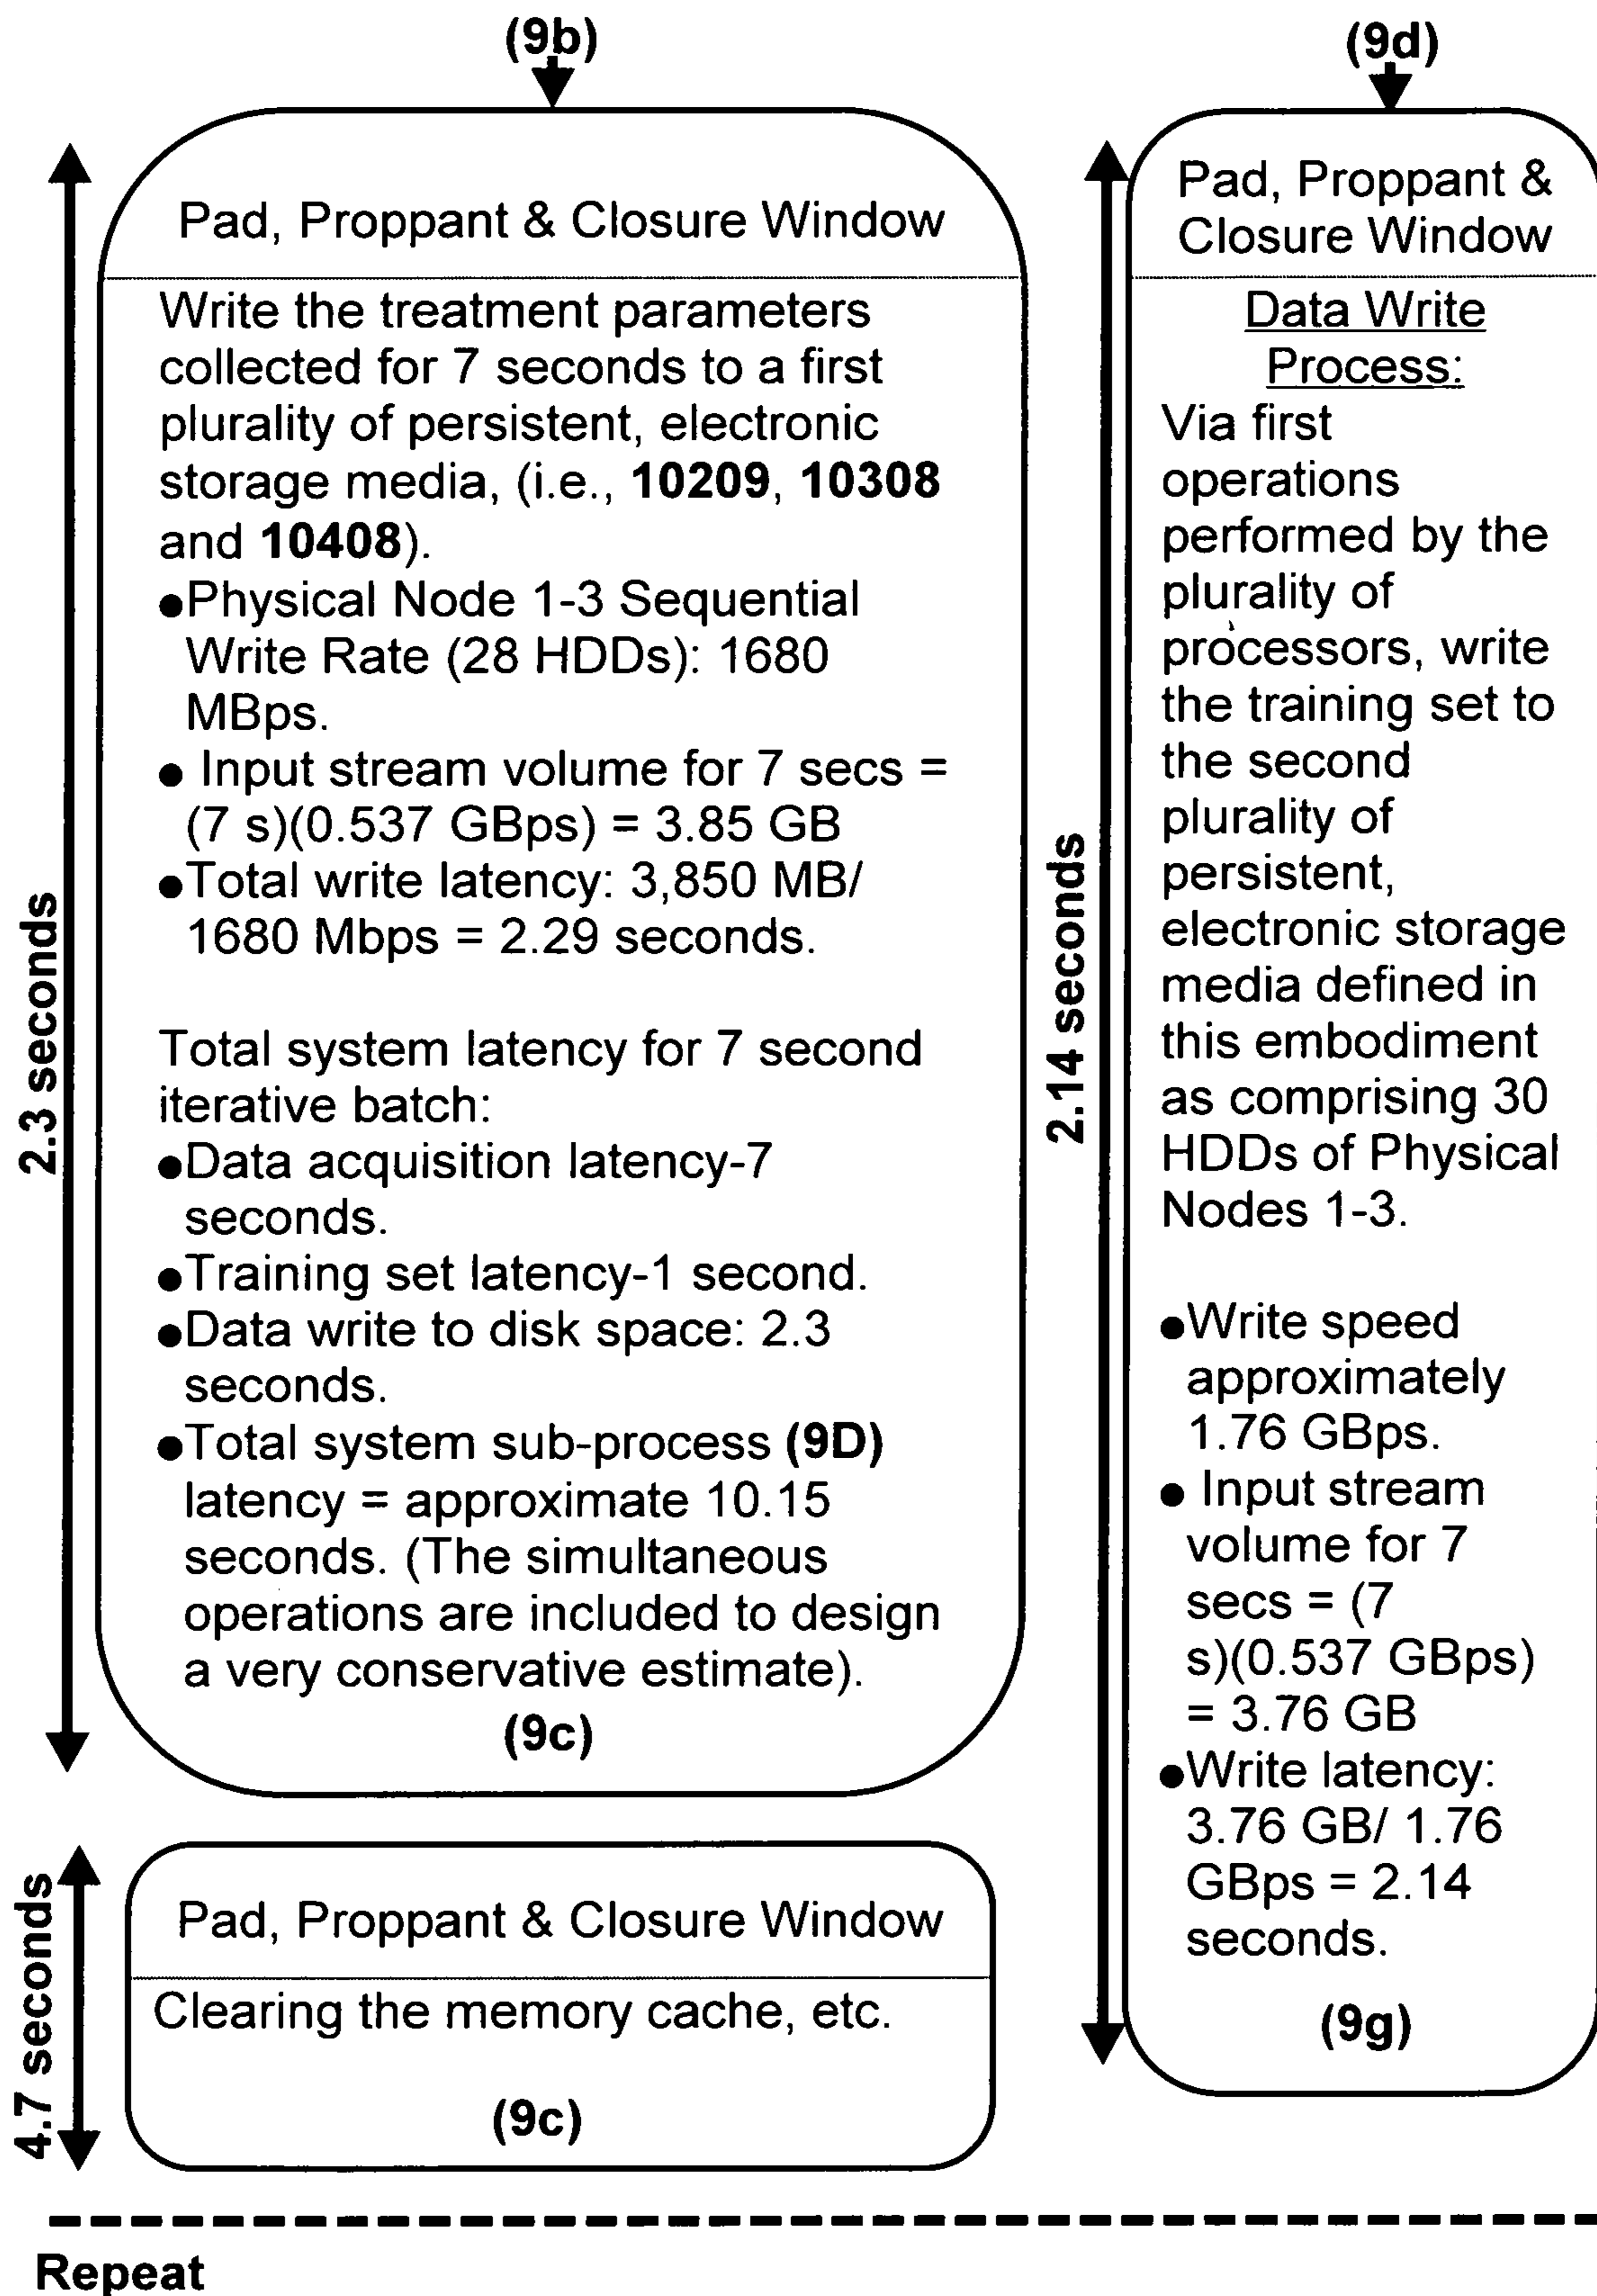 (9b)
2.3 seconds
Pad, Proppant & Closure Window
Write the treatment parameters
collected for 7 seconds to a first
plurality of persistent, electronic
storage media, (i.e., 10209, 10308
and 10408).
●Physical Node 1-3 Sequential
Write Rate (28 HDDs): 1680
MBps.
● Input stream volume for 7 secs =
(7 s)(0.537 GBps) = 3.85 GB
●Total write latency: 3,850 MB/
1680 Mbps = 2.29 seconds.
Total system latency for 7 second
iterative batch:
●Data acquisition latency-7
seconds.
●Training set latency-1 second.
●Data write to disk space: 2.3
seconds.
●Total system sub-process (9D)
latency = approximate 10.15
seconds. (The simultaneous
operations are included to design
a very conservative estimate).
(9c)
4.7 seconds
Pad, Proppant & Closure Window
Clearing the memory cache, etc.
(9c)
(9d)
2.14 seconds
Pad, Proppant &
Closure Window
Data Write
Process:
Via first
operations
performed by the
plurality of
processors, write
the training set to
the second
plurality of
persistent,
electronic storage
media defined in
this embodiment
as comprising 30
HDDs of Physical
Nodes 1-3.
●Write speed
approximately
1.76 GBps.
● Input stream
volume for 7
secs = (7
s)(0.537 GBps)
= 3.76 GB
●Write latency:
3.76 GB/ 1.76
GBps = 2.14
seconds.
(9g)
Repeat